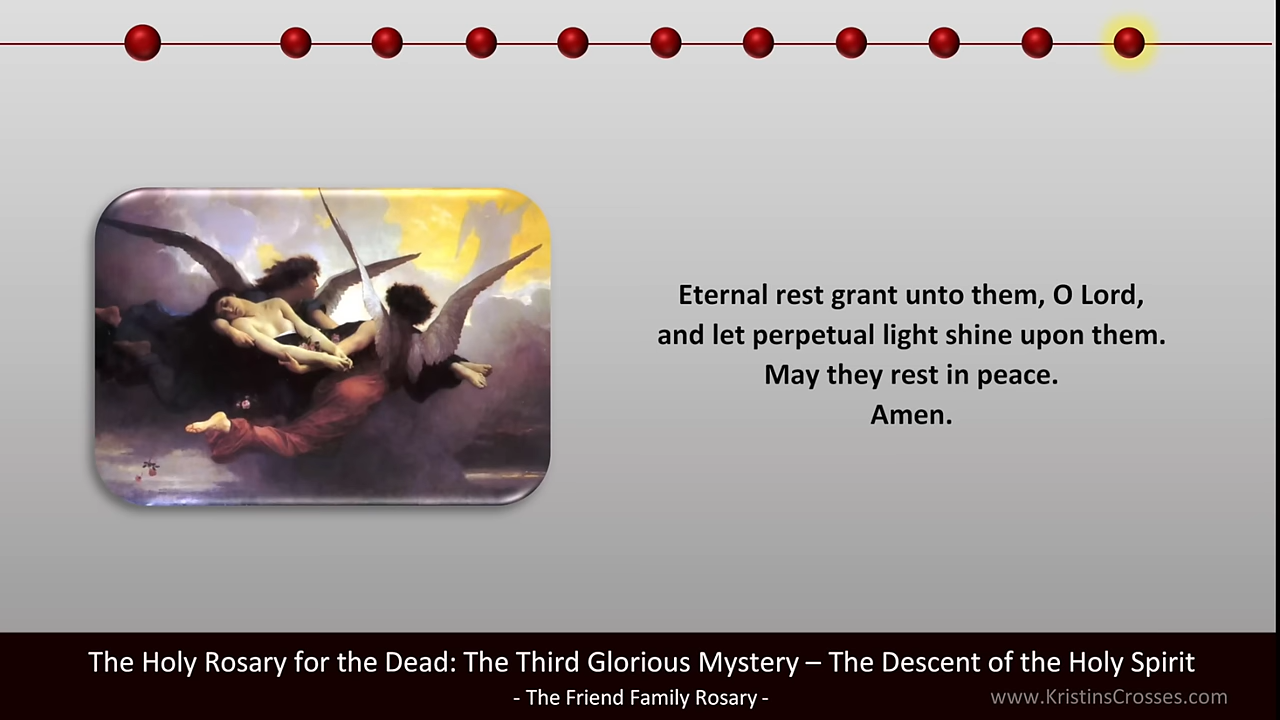 Eternal rest grant unto them, O Lord,
and let perpetual light shine upon them.
May they rest in peace.
Amen.
The Holy Rosary for the Dead: The Third Glorious Mystery – The Descent of the Holy Spirit
- The Friend Family Rosary -
www.KristinsCrosses.com